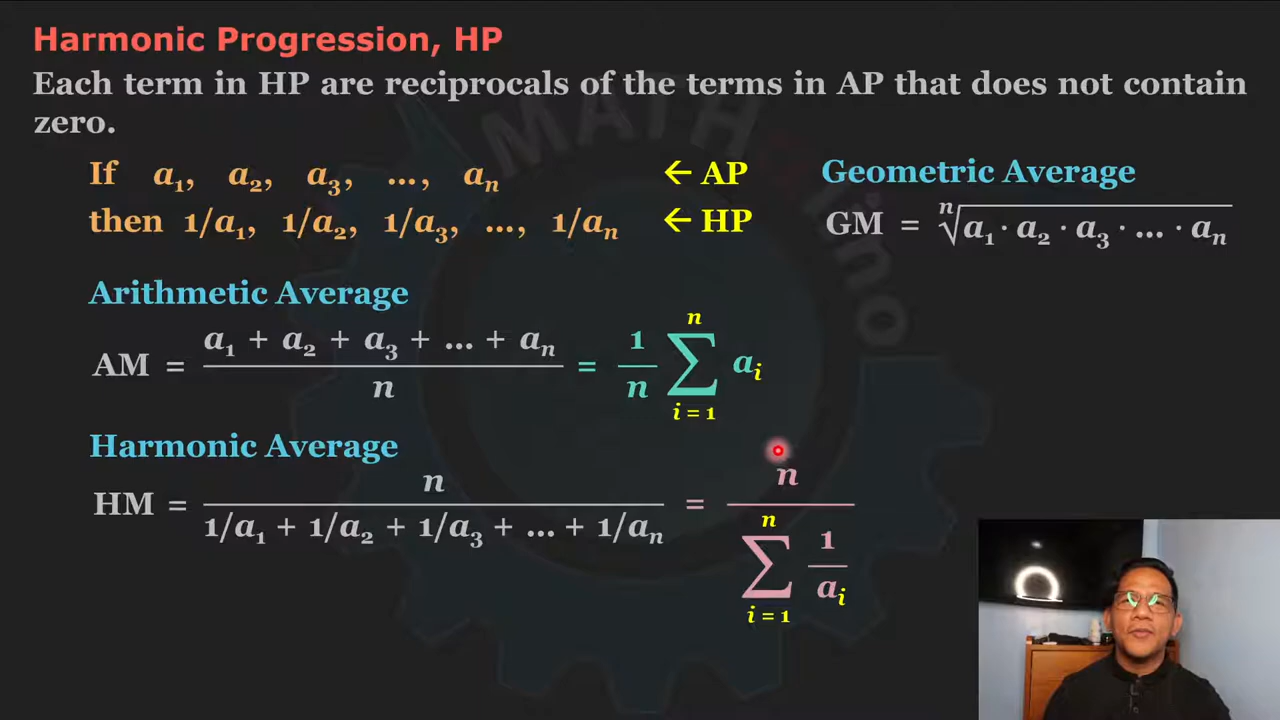 Harmonic Progression, HP
Each term in HP are reciprocals of the terms in AP that does not contain
zero.
If a₁, a₂, a₃, ..., aₙ ← AP
then 1/a₁, 1/a₂, 1/a₃, ..., 1/aₙ ← HP
Geometric Average
GM = ⁿ√(a₁ · a₂ · a₃ · ... · aₙ)
Arithmetic Average
AM = (a₁ + a₂ + a₃ + ... + aₙ)/n = 1/n ∑ⁿᵢ₌₁ aᵢ
Harmonic Average
HM = n/(1/a₁ + 1/a₂ + 1/a₃ + ... + 1/aₙ) = n/(∑ⁿᵢ₌₁ 1/aᵢ)